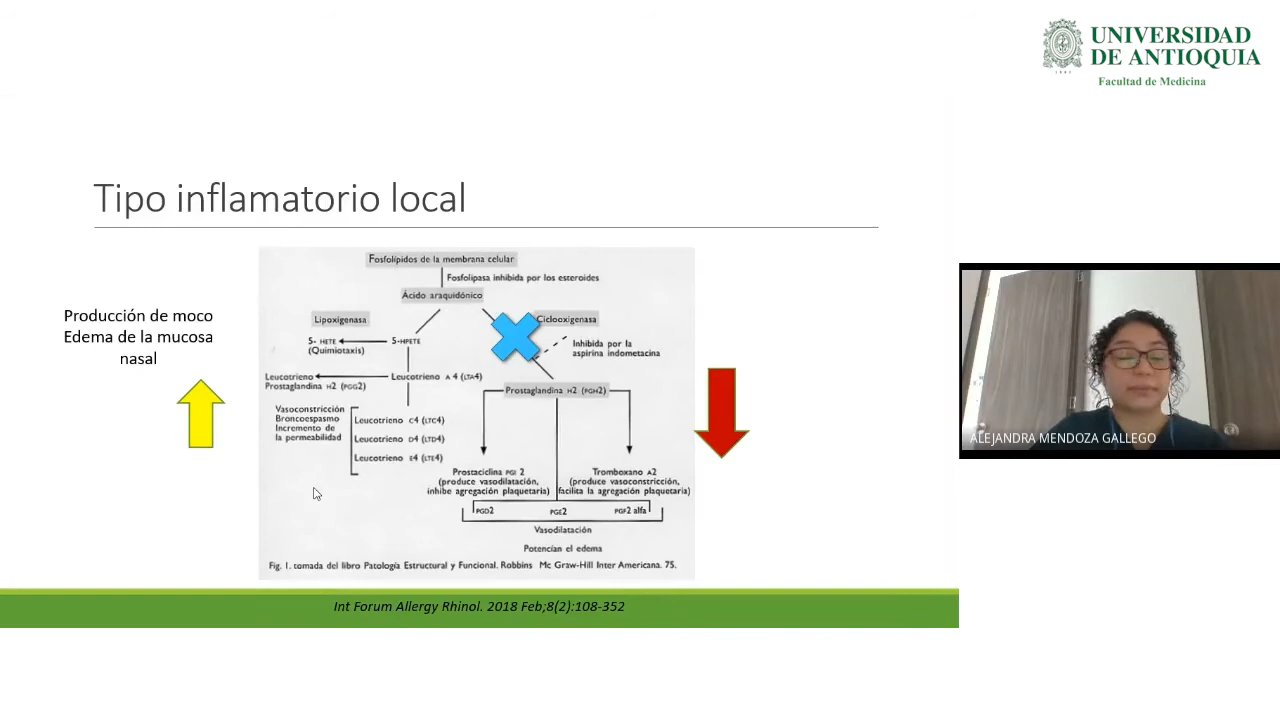 UNIVERSIDAD
DE ANTIOQUIA
1803
Facultad de Medicina
Tipo inflamatorio local
Producción de moco
Edema de la mucosa
nasal
Fosfolípidos de la membrana celular
Fosfolipasa inhibida por los esteroides
Ácido araquidónico
Lipoxigenasa
Ciclooxigenasa
5- HETE
(Quimiotaxis)
5-HPETE
Inhibida por la
aspirina indometacina
Leucotrieno
Prostaglandina H2 (PGG2)
Leucotrieno A 4 (LTA4)
Prostaglandina H2 (PGH2)
Vasoconstricción
Broncoespasmo
Incremento de
la permeabilidad
Leucotrieno C4 (LTC4)
Leucotrieno D4 (LTD4)
Leucotrieno E4 (LTE4)
Prostaciclina PGI 2
(produce vasodilatación,
inhibe agregación plaquetaria)
Tromboxano A2
(produce vasoconstricción,
facilita la agregación plaquetaria)
PGD2 PGE2 PGF2 alfa
Vasodilatación
Potencían el edema
Fig. 1. tomada del libro Patología Estructural y Funcional. Robbins Mc Graw-Hill Inter Americana. 75.
Int Forum Allergy Rhinol. 2018 Feb;8(2):108-352
ALEJANDRA MENDOZA GALLEGO